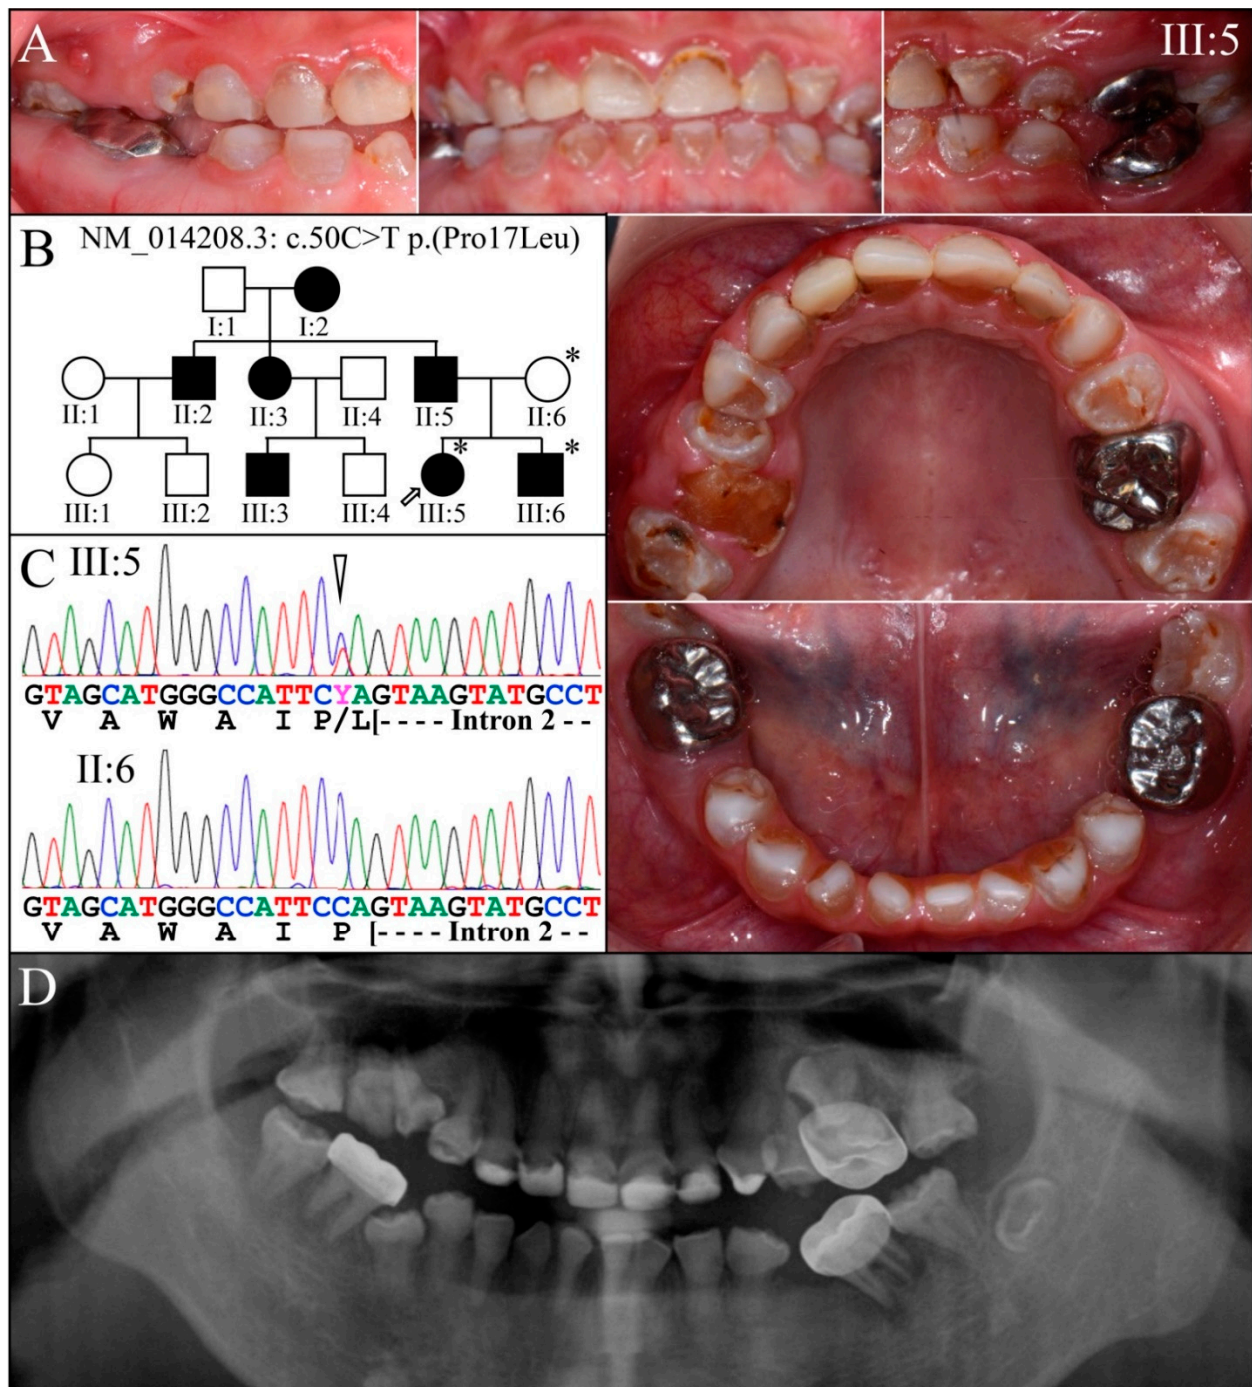 A
III:5
B
NM_014208.3: c.50C>T p.(Pro17Leu)
I:1 I:2
*
II:1 II:2 II:3 II:4 II:5 II:6
* *
III:1 III:2 III:3 III:4 III:5 III:6
C
III:5
GTAGCATGGGCCATTCYAGTAAGTATGCCT
V A W A I P/L[---- Intron 2 --
II:6
GTAGCATGGGCCATTCCAGTAAGTATGCCT
V A W A I P [---- Intron 2 --
D